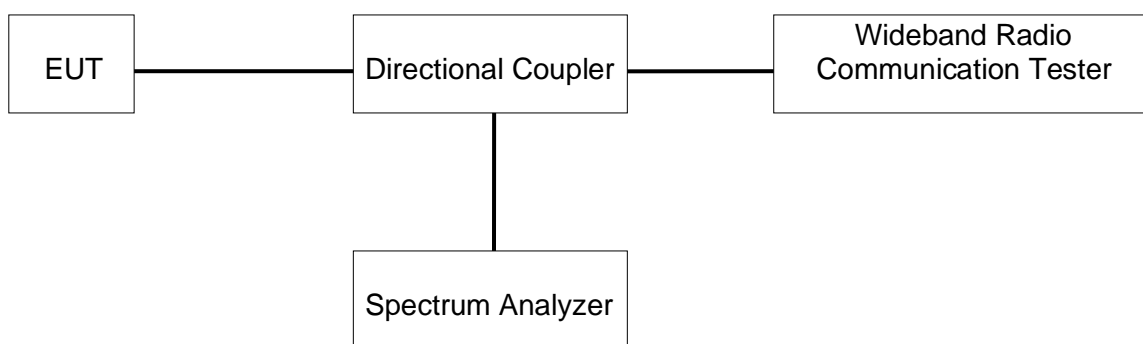 EUT
Directional Coupler
Wideband Radio
Communication Tester
Spectrum Analyzer